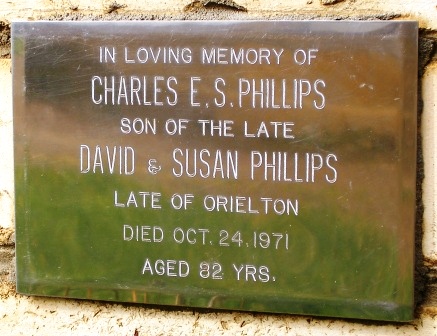 IN LOVING MEMORY OF
CHARLES E.S. PHILLIPS
SON OF THE LATE
DAVID & SUSAN PHILLIPS
LATE OF ORIELTON
DIED OCT. 24.1971
AGED 82 YRS.